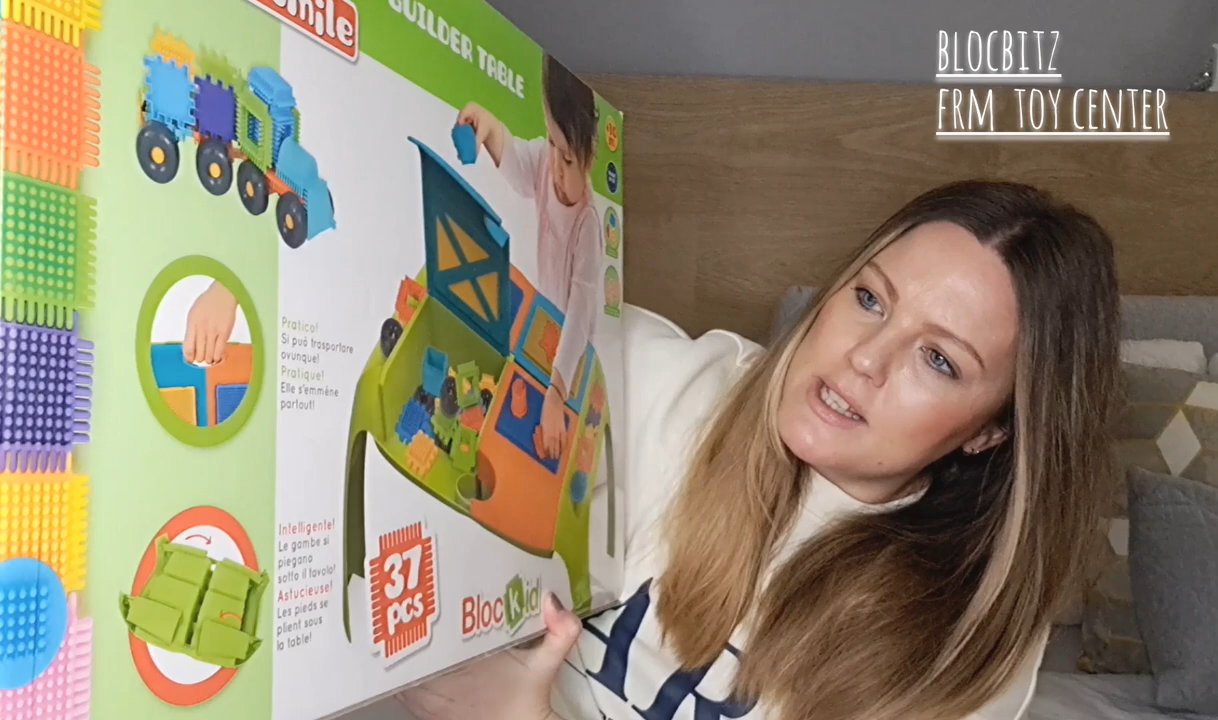 BLOCBITZ
FRM TOY CENTER
BUILDER TABLE
Pratico!
Si può trasportare
ovunque!
Pratique!
Elle s'emmène
partout!
Intelligente!
Le gambe si
piegano
sotto il tavolo!
Astucieuse!
Les pieds se
plient sous
la table!
37
pcs